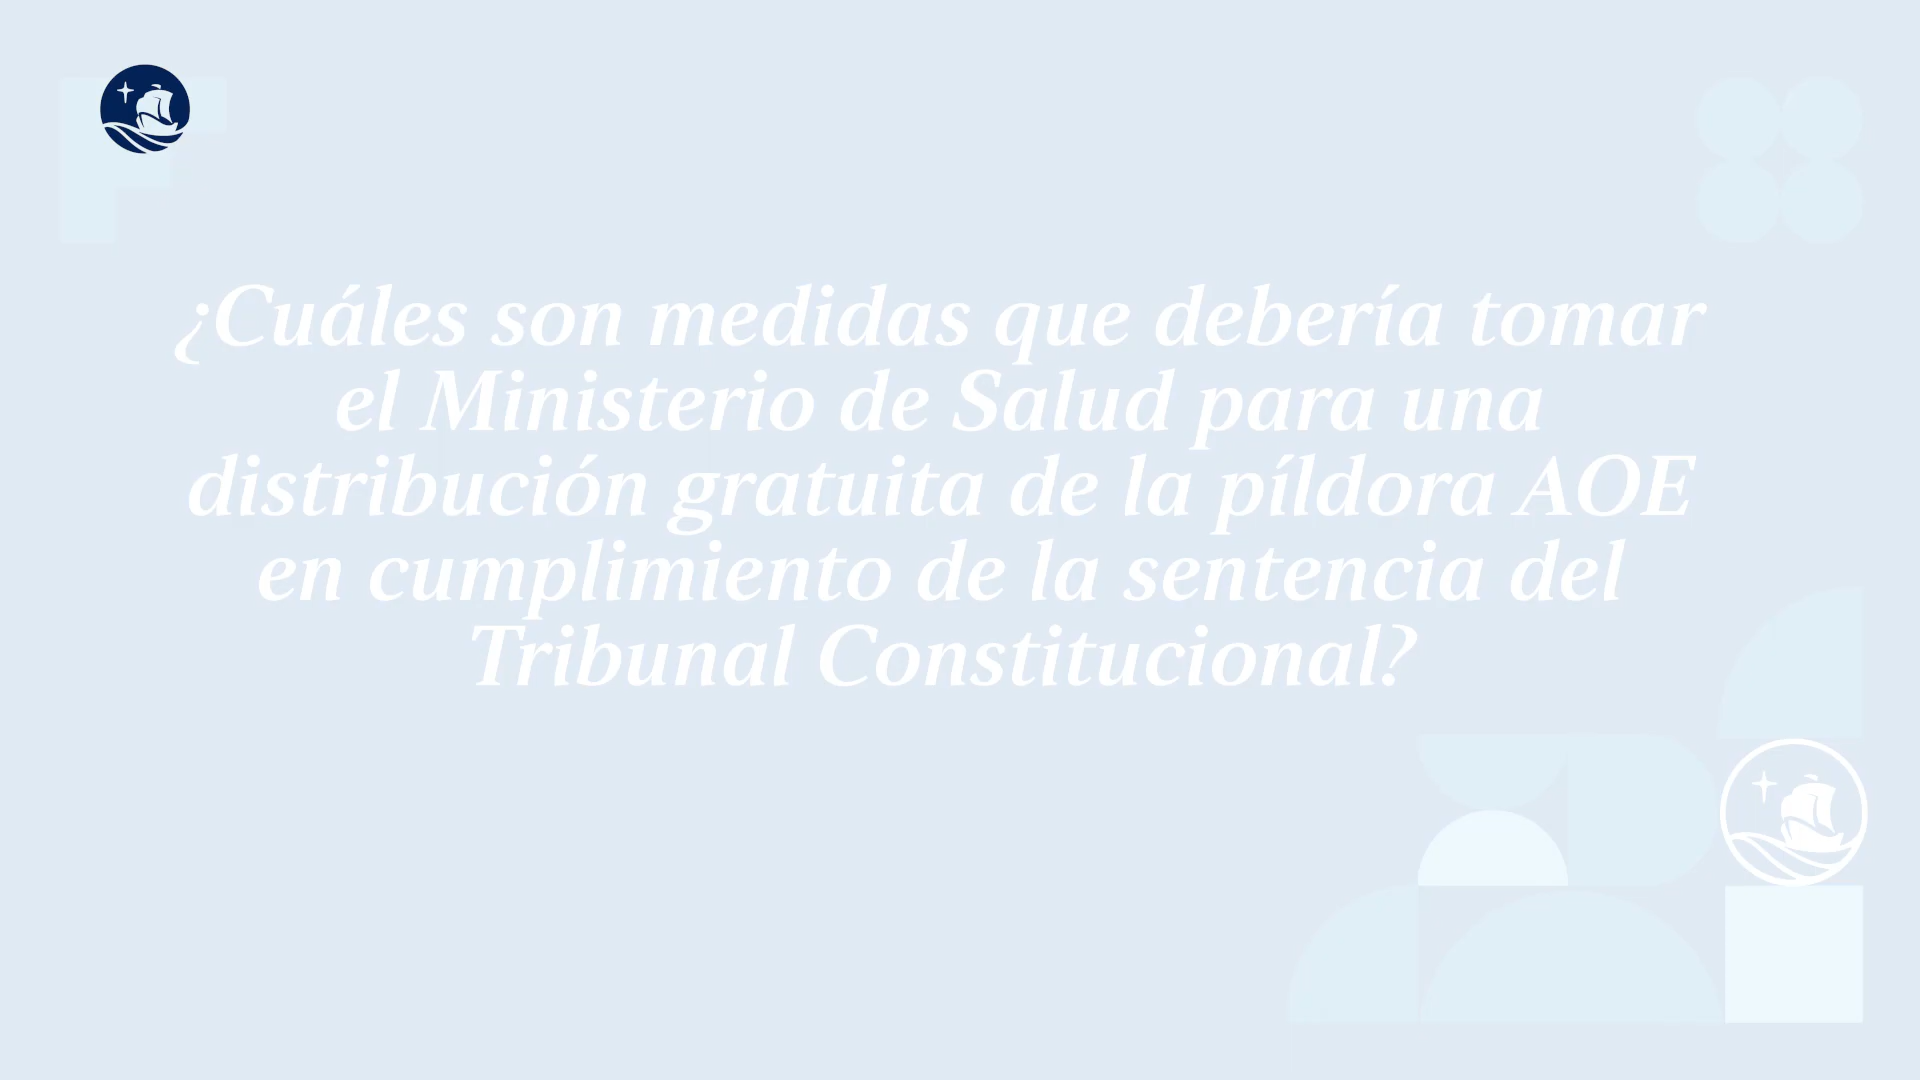 ¿Cuáles son medidas que debería tomar
el Ministerio de Salud para una
distribución gratuita de la píldora AOE
en cumplimiento de la sentencia del
Tribunal Constitucional?